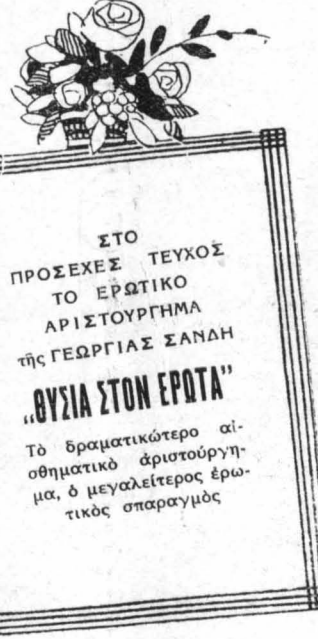 ΣΤΟ
ΠΡΟΣΕΧΕΣ ΤΕΥΧΟΣ
ΤΟ ΕΡΩΤΙΚΟ
ΑΡΙΣΤΟΥΡΓΗΜΑ
τῆς ΓΕΩΡΓΙΑΣ ΣΑΝΔΗ
„ΘΥΣΙΑ ΣΤΟΝ ΕΡΩΤΑ"
Τὸ δραματικώτερο αἰ-
σθηματικὸ ἀριστούργη-
μα, ὁ μεγαλείτερος ἐρω-
τικὸς σπαραγμὸς